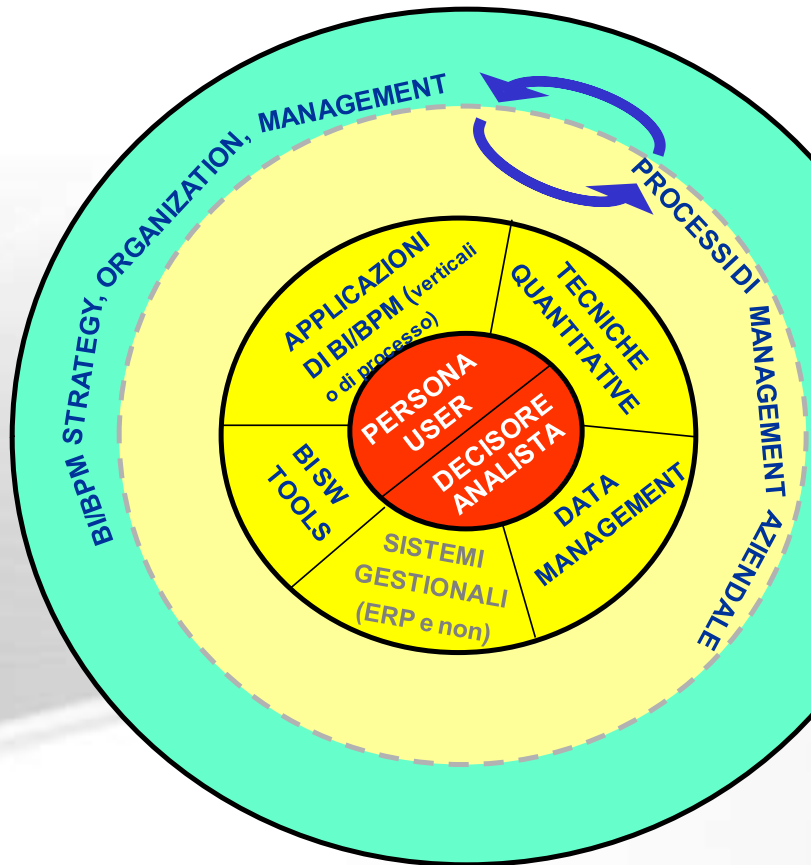 BI/BPM STRATEGY, ORGANIZATION, MANAGEMENT
PROCESSI DI MANAGEMENT AZIENDALE
APPLICAZIONI
DI BI/BPM (verticali
o di processo)
TECNICHE
QUANTITATIVE
PERSONA
USER
DECISORE
ANALISTA
BI SW
TOOLS
DATA
MANAGEMENT
SISTEMI
GESTIONALI
(ERP e non)